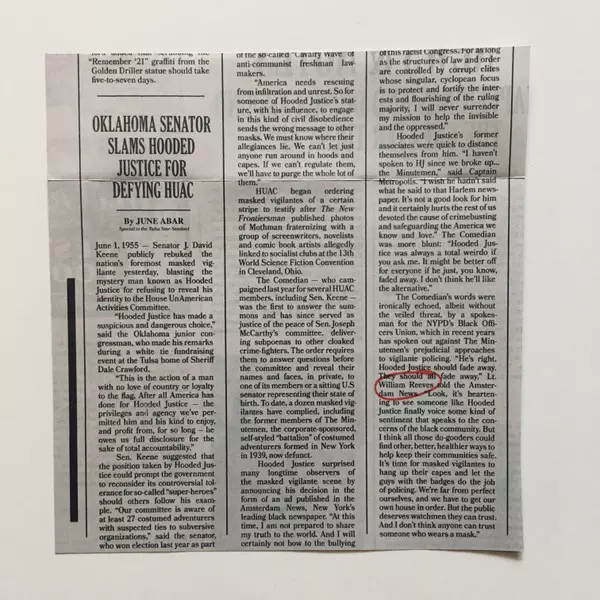 "Remember '21" graffiti from the
Golden Driller statue should take
five-to-seven days.
OKLAHOMA SENATOR
SLAMS HOODED
JUSTICE FOR
DEFYING HUAC
By JUNE ABAR
Special to the Tulsa Star-Sentinel
June 1, 1955 — Senator J. David
Keene publicly rebuked the
nation's foremost masked vig-
ilante yesterday, blasting the
mystery man known as Hooded
Justice for refusing to reveal his
identity to the House UnAmerican
Activities Committee.
"Hooded Justice has made a
suspicious and dangerous choice,"
said the Oklahoma junior con-
gressman, who made his remarks
during a white tie fundraising
event at the Tulsa home of Sheriff
Dale Crawford.
"This is the action of a man
with no love of country or loyalty
to the flag. After all America has
done for Hooded Justice — the
privileges and agency we've per-
mitted him and his kind to enjoy,
and profit from, for so long — he
owes us full disclosure for the
sake of total accountability."
Sen. Keene suggested that
the position taken by Hooded Jus-
tice could prompt the government
to reconsider its controversial tol-
erance for so-called "super-heroes"
should others follow his exam-
ple. "Our committee is aware of
at least 27 costumed adventurers
with suspected ties to subversive
organizations," said the senator,
who won election last year as part
of the so-called "Cavalry Wave" of
anti-communist freshman law-
makers.
"America needs rescuing
from infiltration and unrest. So for
someone of Hooded Justice's stat-
ure, with his influence, to engage
in this kind of civil disobedience
sends the wrong message to other
masks. We must know where their
allegiances lie. We can't let just
anyone run around in hoods and
capes. If we can't regulate them,
we'll have to purge the whole lot of
them."
HUAC began ordering
masked vigilantes of a certain
stripe to testify after The New
Frontiersman published photos
of Mothman fraternizing with a
group of screenwriters, novelists
and comic book artists allegedly
linked to socialist clubs at the 13th
World Science Fiction Convention
in Cleveland, Ohio.
The Comedian – who cam-
paigned last year for several HUAC
members, including Sen. Keene –
was the first to answer the sum-
mons and has since served as
justice of the peace of Sen. Joseph
McCarthy's committee, deliver-
ing subpoenas to other cloaked
crime-fighters. The order requires
them to answer questions before
the committee and reveal their
names and faces, in private, to
one of its members or a sitting U.S
senator representing their state of
birth. To date, a dozen masked vig-
ilantes have complied, including
the former members of The Min-
utemen, the corporate-sponsored,
self-styled "battalion" of costumed
adventurers formed in New York
in 1939, now defunct.
Hooded Justice surprised
many longtime observers of
the masked vigilante scene by
announcing his decision in the
form of an ad published in the
Amsterdam News, New York's
leading black newspaper. "At this
time, I am not prepared to share
my truth to the world. And I will
certainly not bow to the bullying
of this racist Congress. For as long
as the structures of law and order
are controlled by corrupt elites
whose singular, cyclopean focus
is to protect and fortify the inter-
ests and flourishing of the ruling
majority, I will never surrender
my mission to help the invisible
and the oppressed."
Hooded Justice's former
associates were quick to distance
themselves from him. "I haven't
spoken to HJ since we broke up...
the Minutemen," said Captain
Metropolis. "I wish he hadn't said
what he said to that Harlem news-
paper. It's not a good look for him
and it certainly hurts the rest of us
devoted the cause of crimebusting
and safeguarding the America we
know and love." The Comedian
was more blunt: "Hooded Justice
was always a total weirdo if you
ask me. It might be better off
for everyone if he just, you know,
faded away. I don't think he'll like
the alternative."
The Comedian's words were
ironically echoed, albeit without
the veiled threat, by a spokes-
man for the NYPD's Black Offi-
cers Union, which in recent years
has spoken out against The Min-
utemen's prejudicial approaches
to vigilante policing. "He's right.
Hooded Justice should fade away.
They should all fade away," Lt.
William Reeves told the Amster-
dam News. "Look, it's hearten-
ing to see someone like Hooded
Justice finally voice some kind of
sentiment that speaks to the con-
cerns of the black community. But
I think all those do-gooders could
find other, better, healthier ways to
help keep their communities safe.
It's time for masked vigilantes to
hang up their capes and let the
guys with the badges do the job
of policing. We're far from perfect
ourselves, and we have to get our
own house in order. But the public
deserves watchmen they can trust.
And I don't think anyone can trust
someone who wears a mask."